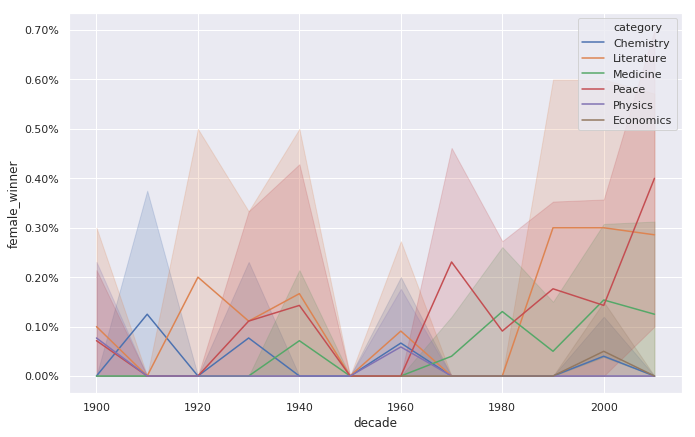 0.70%
0.60%
0.50%
0.40%
0.30%
0.20%
0.10%
0.00%
female_winner
1900
1920
1940
1960
1980
2000
decade
category
Chemistry
Literature
Medicine
Peace
Physics
Economics